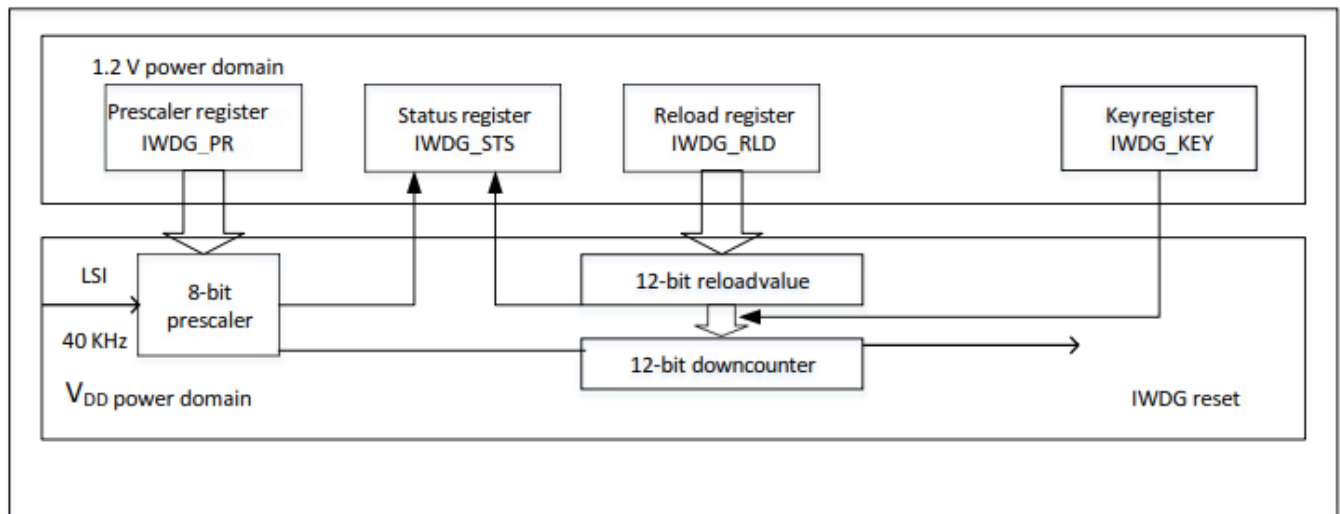 1.2 V power domain
Prescaler register
IWDG_PR
Status register
IWDG_STS
Reload register
IWDG_RLD
Keyregister
IWDG_KEY
LSI
40 KHz
8-bit
prescaler
12-bit reloadvalue
12-bit downcounter
VDD power domain
IWDG reset